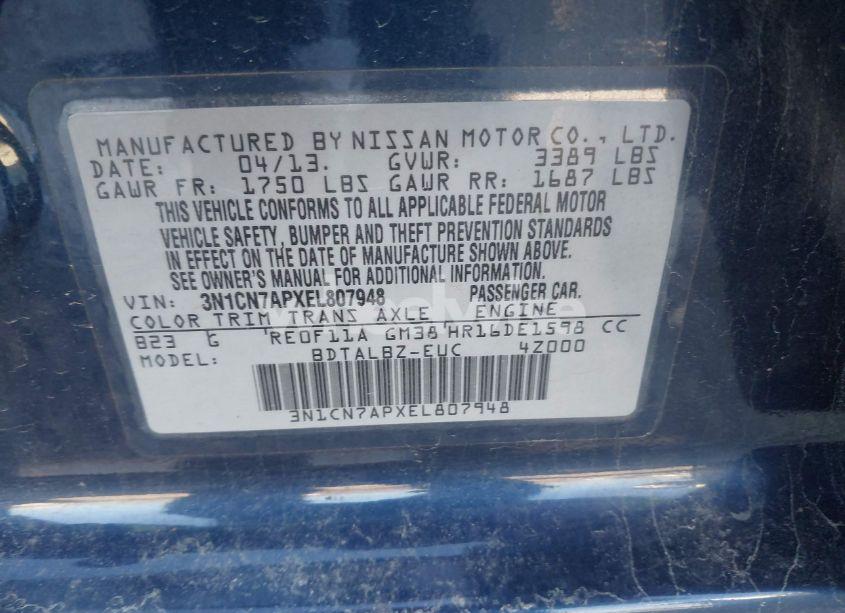 MANUFACTURED BY NISSAN MOTOR CO., LTD.
DATE: 04/13. GVWR: 3389 LBS
GAWR FR: 1750 LBS GAWR RR: 1687 LBS
THIS VEHICLE CONFORMS TO ALL APPLICABLE FEDERAL MOTOR
VEHICLE SAFETY, BUMPER AND THEFT PREVENTION STANDARDS
IN EFFECT ON THE DATE OF MANUFACTURE SHOWN ABOVE.
SEE OWNER'S MANUAL FOR ADDITIONAL INFORMATION.
VIN: 3N1CN7APXEL807948 PASSENGER CAR.
COLOR TRIM TRANS AXLE ENGINE
B23 G RE0F11A GM38 HR16DE1598 CC
MODEL: BDTALBZ-EUC 4Z000
3N1CN7APXEL807948